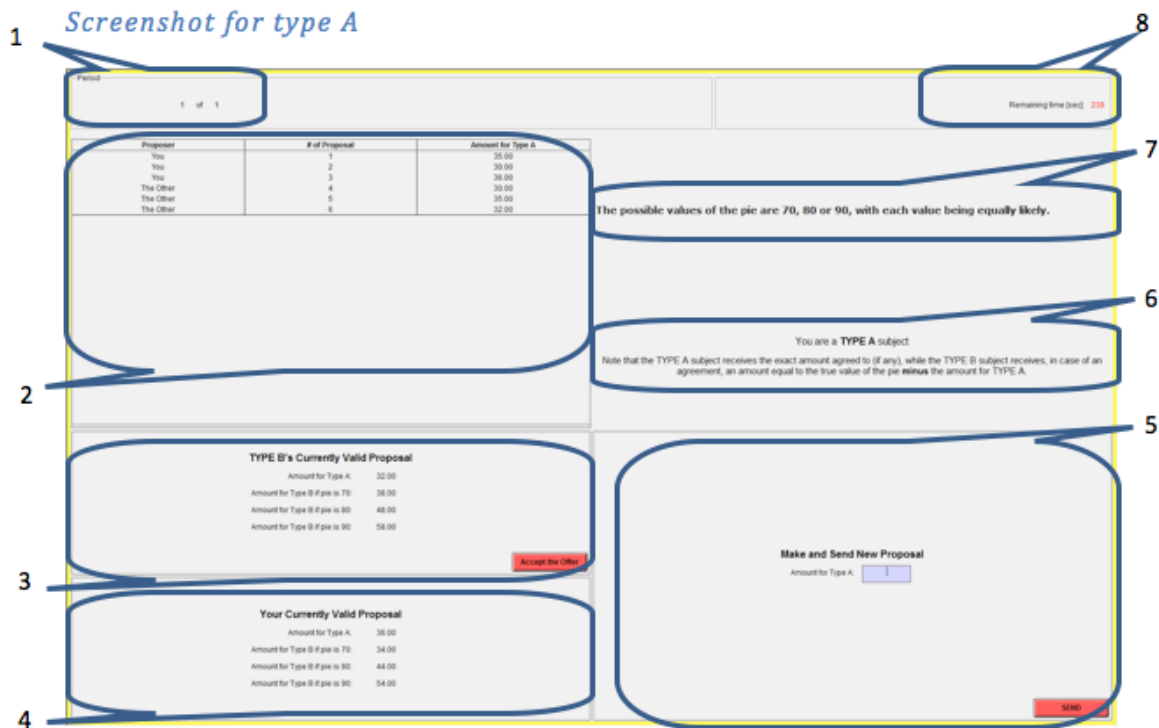 Screenshot for type A
1
8
Period
1 of 1
Remaining time [sec] 239
Proposer # of Proposal Amount for Type A
You 1 35.00
You 2 30.00
You 3 36.00
The Other 4 30.00
The Other 5 35.00
The Other 6 32.00
7
The possible values of the pie are 70, 80 or 90, with each value being equally likely.
6
You are a TYPE A subject
Note that the TYPE A subject receives the exact amount agreed to (if any), while the TYPE B subject receives, in case of an
agreement, an amount equal to the true value of the pie minus the amount for TYPE A.
2
5
TYPE B's Currently Valid Proposal
Amount for Type A: 32.00
Amount for Type B if pie is 70: 38.00
Amount for Type B if pie is 80: 48.00
Amount for Type B if pie is 90: 58.00
Accept the Offer
3
Your Currently Valid Proposal
Amount for Type A: 36.00
Amount for Type B if pie is 70: 34.00
Amount for Type B if pie is 80: 44.00
Amount for Type B if pie is 90: 54.00
4
Make and Send New Proposal
Amount for Type A:
SEND